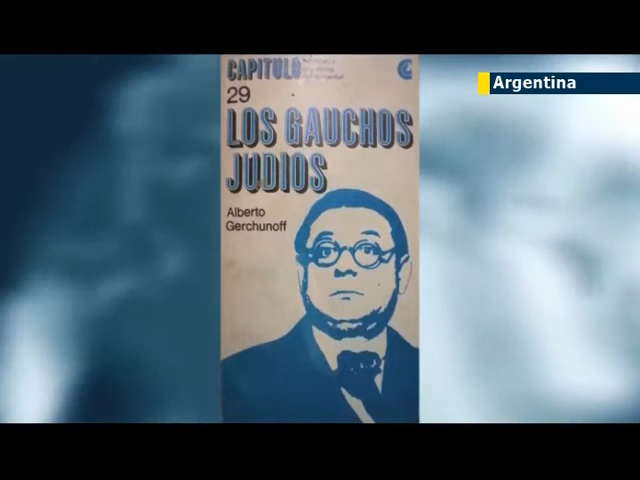 Argentina
CAPITULO
29
LOS GAUCHOS
JUDIOS
Alberto
Gerchunoff